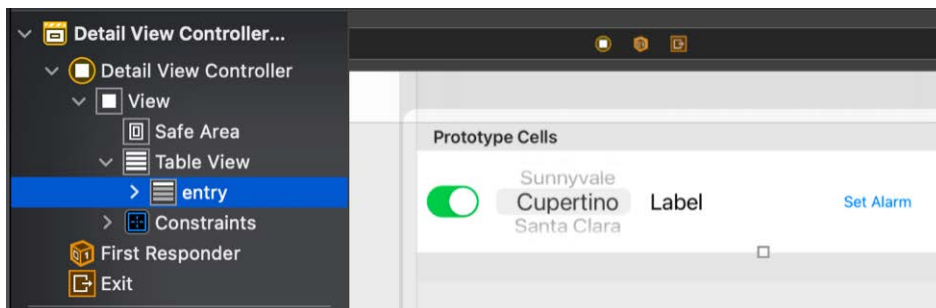 Detail View Controller...
Detail View Controller
View
Safe Area
Table View
entry
Constraints
First Responder
Exit
Prototype Cells
Sunnyvale
Cupertino
Santa Clara
Label
Set Alarm